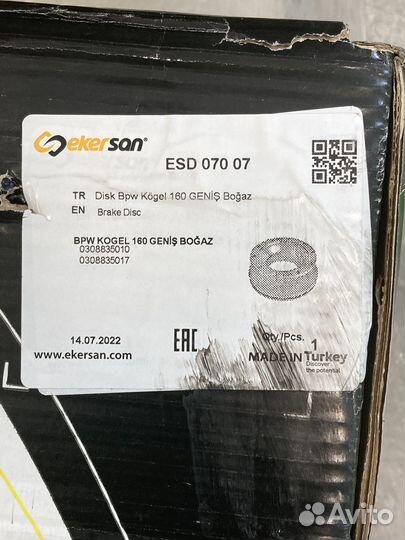 ekersan®
ESD 070 07
TR Disk Bpw Kögel 160 GENİŞ Boğaz
EN Brake Disc
BPW KOGEL 160 GENİŞ BOĞAZ
0308835010
0308835017
14.07.2022
EAC
Qty./Pcs. 1
www.ekersan.com
MADE IN Turkey
Discover
the potential
Avito